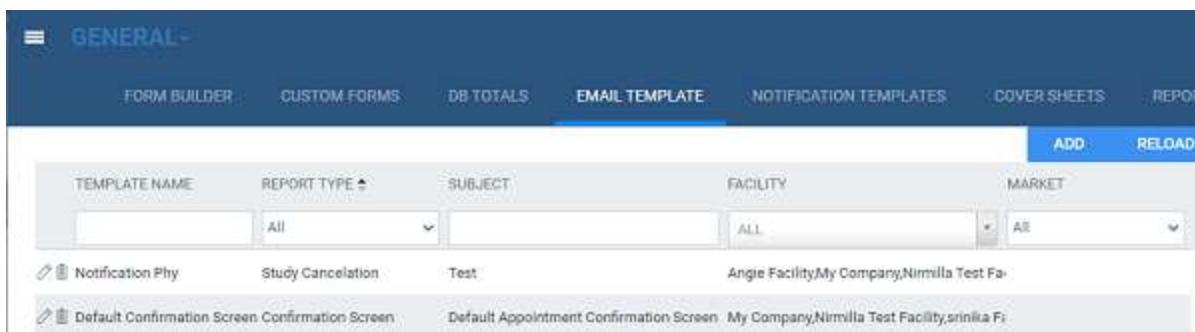 GENERAL-
FORM BUILDER CUSTOM FORMS DB TOTALS EMAIL TEMPLATE NOTIFICATION TEMPLATES COVER SHEETS REPO
ADD RELOAD
TEMPLATE NAME REPORT TYPE SUBJECT FACILITY MARKET
All ALL All
Notification Phy Study Cancelation Test Angie Facility,My Company,Nirmilla Test Fa
Default Confirmation Screen Confirmation Screen Default Appointment Confirmation Screen My Company,Nirmilla Test Facility,srinika Fa